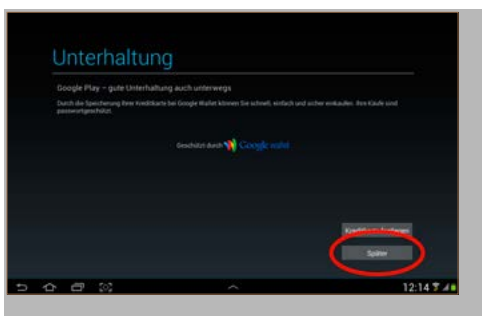 Unterhaltung
Google Play – gute Unterhaltung auch unterwegs
Durch die Speicherung Ihrer Kreditkarte bei Google Wallet können Sie schnell, einfach und sicher einkaufen. Ihre Käufe sind
passwortgeschützt.
Geschützt durch Google wallet
Später
12:14